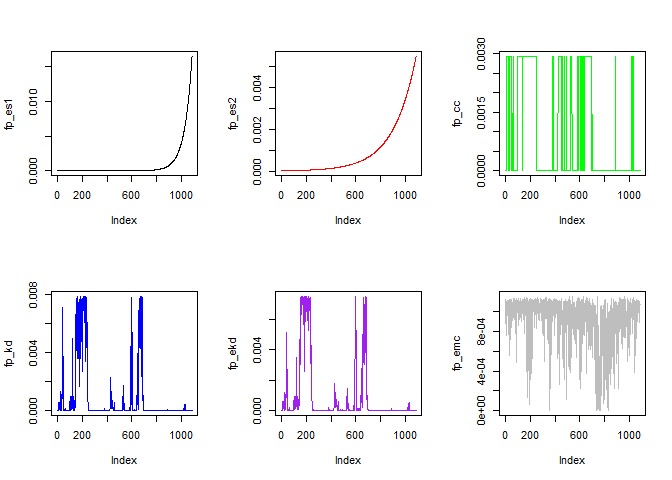 fp_es1
0.000 0.010
0 200 600 1000
Index
fp_es2
0.000 0.002 0.004
0 200 600 1000
Index
fp_cc
0.0000 0.0015 0.0030
0 200 600 1000
Index
fp_kd
0.000 0.004 0.008
0 200 600 1000
Index
fp_ekd
0.000 0.004
0 200 600 1000
Index
fp_emc
0e+00 4e-04 8e-04
0 200 600 1000
Index